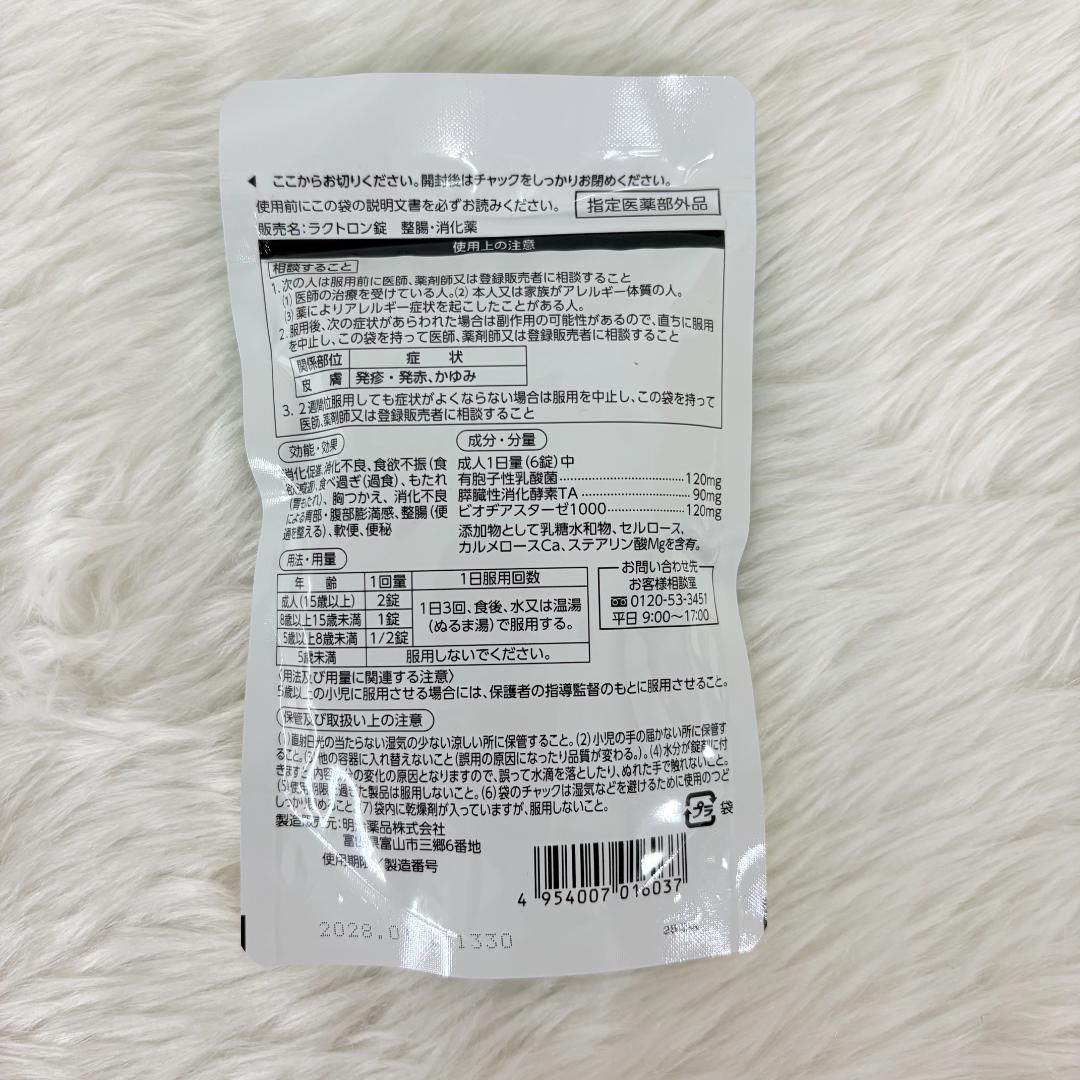 ここからお切りください。開封後はチャックをしっかりお閉めください。
使用前にこの袋の説明文書を必ずお読みください。 指定医薬部外品
販売名:ラクトロン錠 整腸・消化薬
使用上の注意
相談すること
1. 次の人は服用前に医師、薬剤師又は登録販売者に相談すること
(1) 医師の治療を受けている人。(2) 本人又は家族がアレルギー体質の人。
(3) 薬によりアレルギー症状を起こしたことがある人。
2. 服用後、次の症状があらわれた場合は副作用の可能性があるので、直ちに服用
を中止し、この袋を持って医師、薬剤師又は登録販売者に相談すること
関係部位 症状
皮膚 発疹・発赤、かゆみ
3. 2週間位服用しても症状がよくならない場合は服用を中止し、この袋を持って
医師、薬剤師又は登録販売者に相談すること
効能・効果
消化促進、消化不良、食欲不振(食
食べ過ぎ(過食)、もたれ
(胃もたれ)、胸つかえ、消化不良
による胃部・腹部膨満感、整腸(便
通を整える)、軟便、便秘
成分・分量
成人1日量(6錠)中
有胞子性乳酸菌 120mg
膵臓性消化酵素TA 90mg
ビオヂアスターゼ1000 120mg
添加物として乳糖水和物、セルロース、
カルメロースCa、ステアリン酸Mgを含有。
用法・用量
年齢 1回量 1日服用回数
成人(15歳以上) 2錠 1日3回、食後、水又は温湯
8歳以上15歳未満 1錠 (ぬるま湯)で服用する。
5歳以上8歳未満 1/2錠
5歳未満 服用しないでください。
お問い合わせ先
お客様相談室
0120-53-3451
平日 9:00〜17:00
〈用法及び用量に関連する注意〉
5歳以上の小児に服用させる場合には、保護者の指導監督のもとに服用させること。
保管及び取扱い上の注意
(1)直射日光の当たらない湿気の少ない涼しい所に保管すること。(2)小児の手の届かない所に保管す
ること。(3)他の容器に入れ替えないこと(誤用の原因になったり品質が変わる。)。(4)水分が錠剤に付
きますと、内容成分の変化の原因となりますので、誤って水滴を落としたり、ぬれた手で触れないこと。
(5)使用期限を過ぎた製品は服用しないこと。(6)袋のチャックは湿気などを避けるために使用のつど
しっかり閉めること。(7)袋内に乾燥剤が入っていますが、服用しないこと。
プラ 袋
製造販売元:明治薬品株式会社
富山県富山市三郷6番地
使用期限/製造番号
4 954007 016037
2028.0 1330